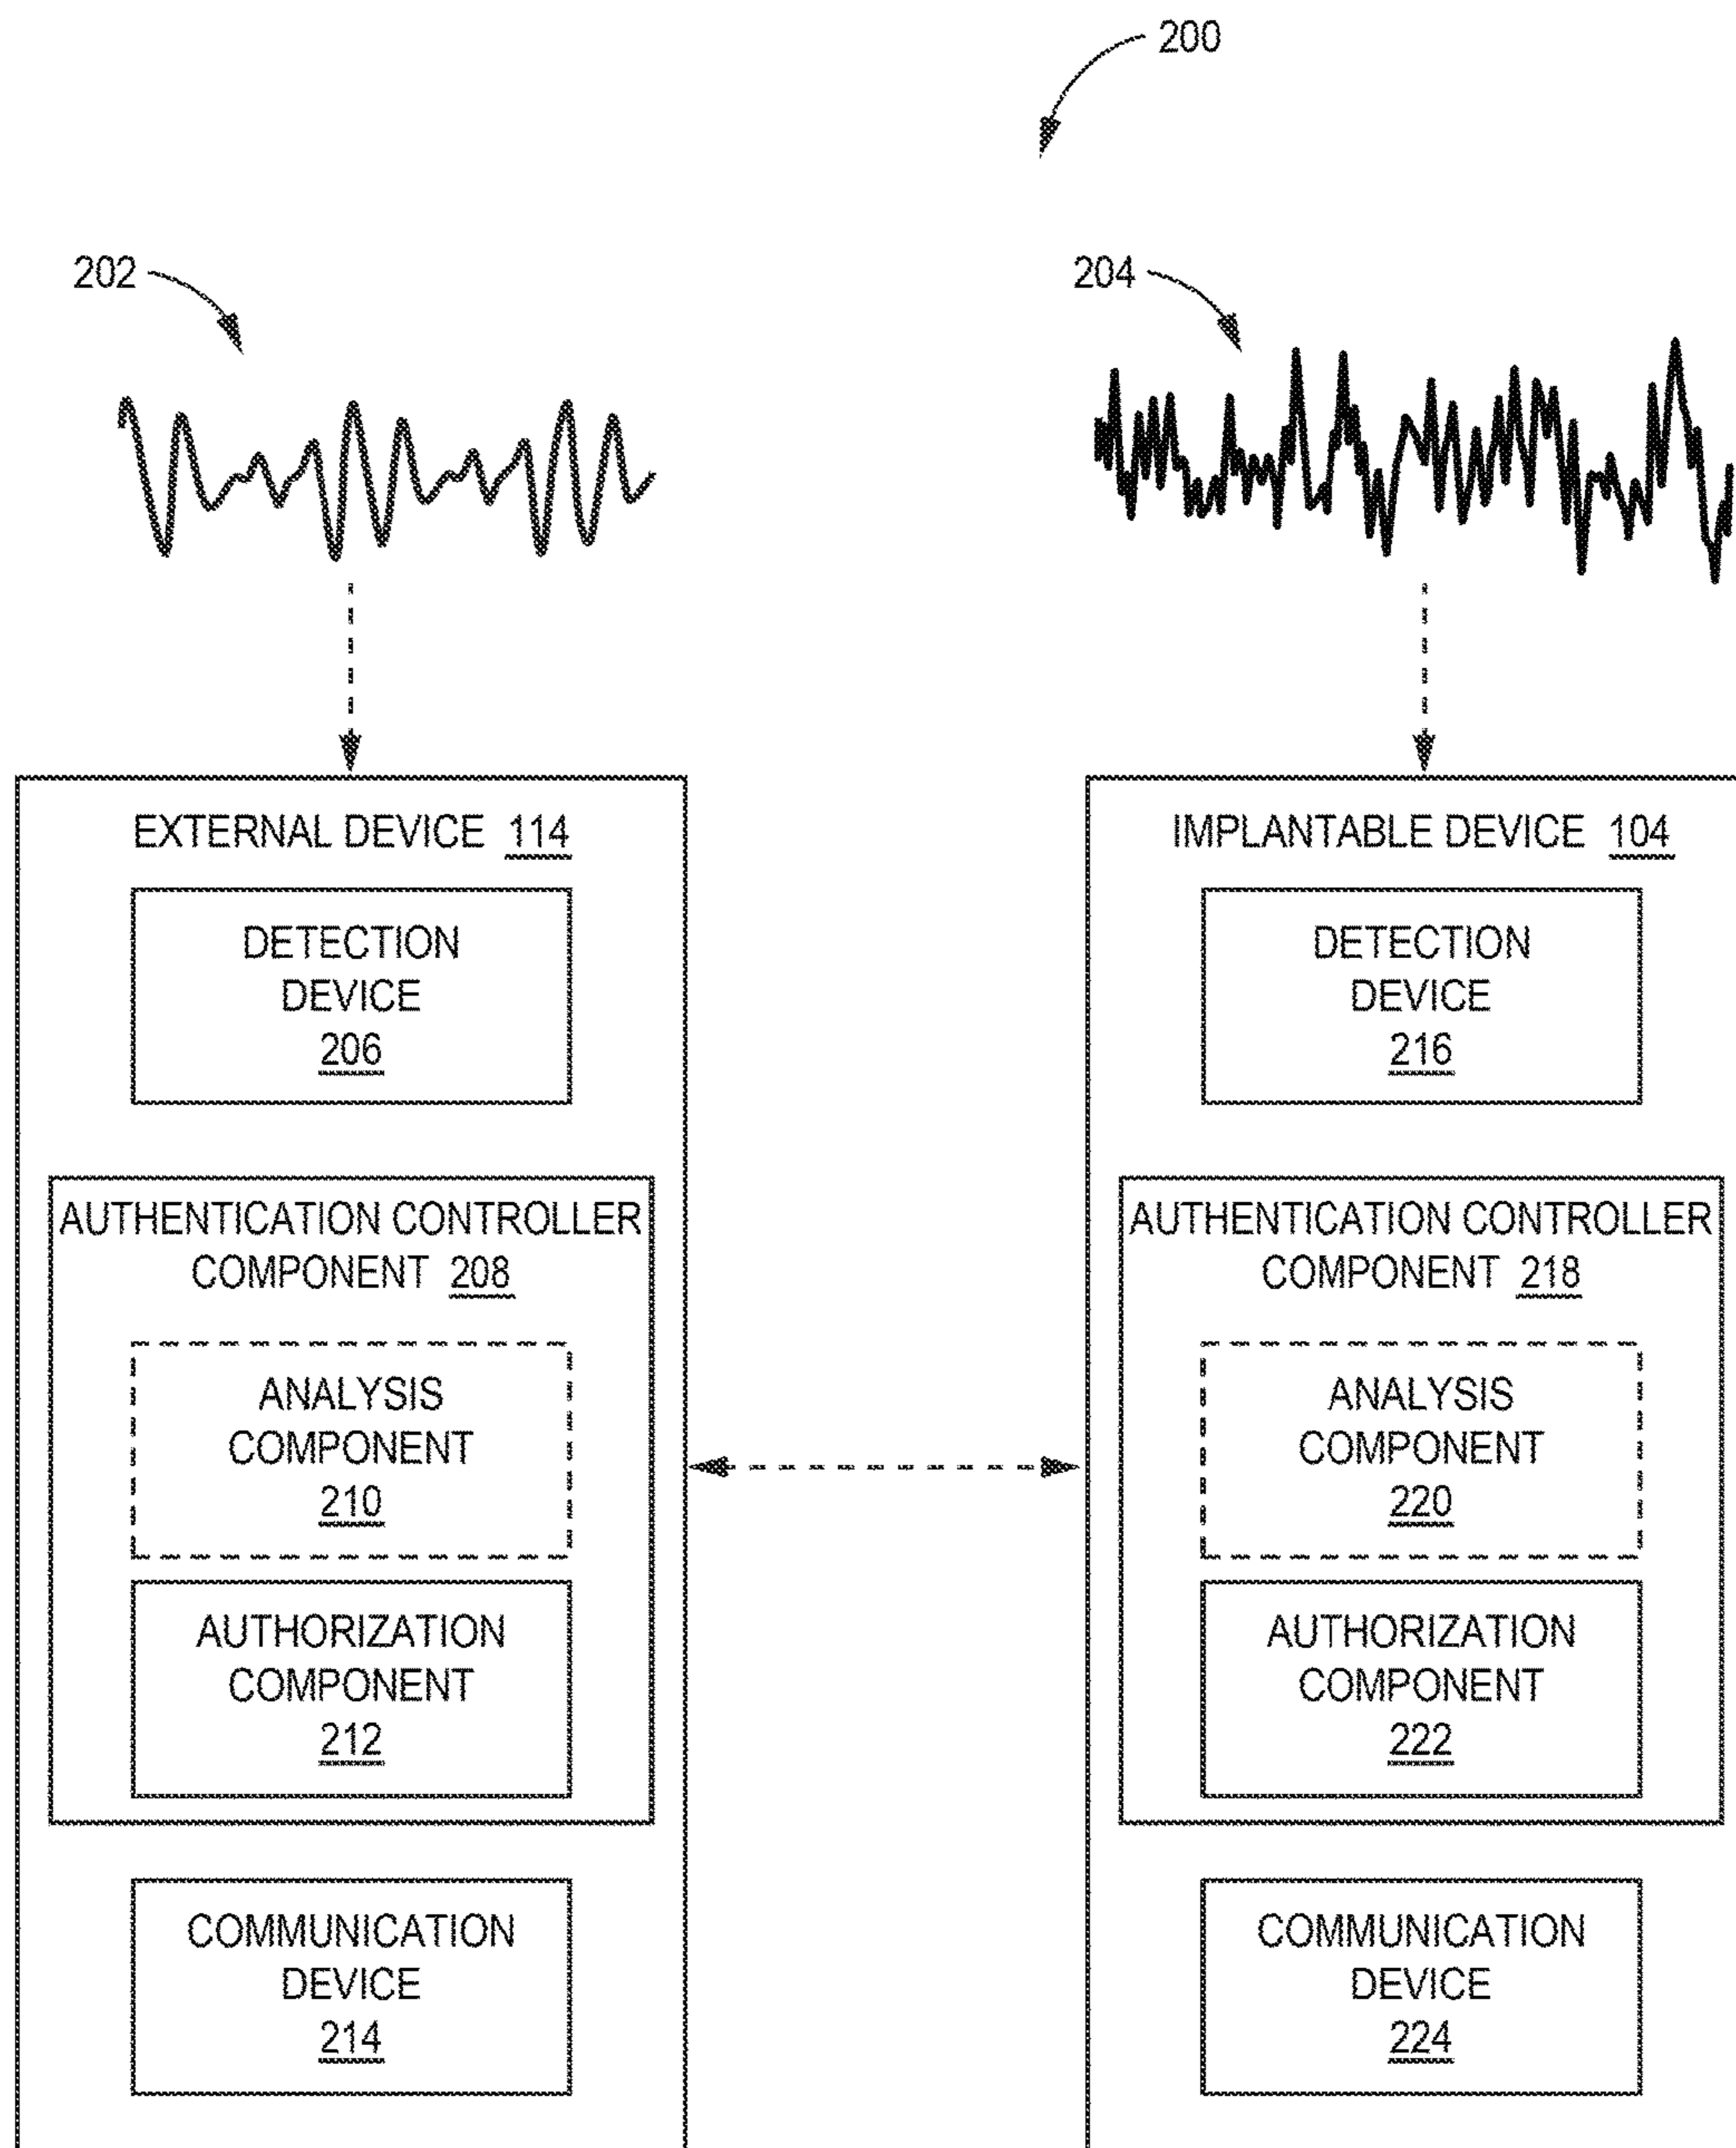 200
202
204
EXTERNAL DEVICE 114
DETECTION
DEVICE
206
AUTHENTICATION CONTROLLER
COMPONENT 208
ANALYSIS
COMPONENT
210
AUTHORIZATION
COMPONENT
212
COMMUNICATION
DEVICE
214
IMPLANTABLE DEVICE 104
DETECTION
DEVICE
216
AUTHENTICATION CONTROLLER
COMPONENT 218
ANALYSIS
COMPONENT
220
AUTHORIZATION
COMPONENT
222
COMMUNICATION
DEVICE
224